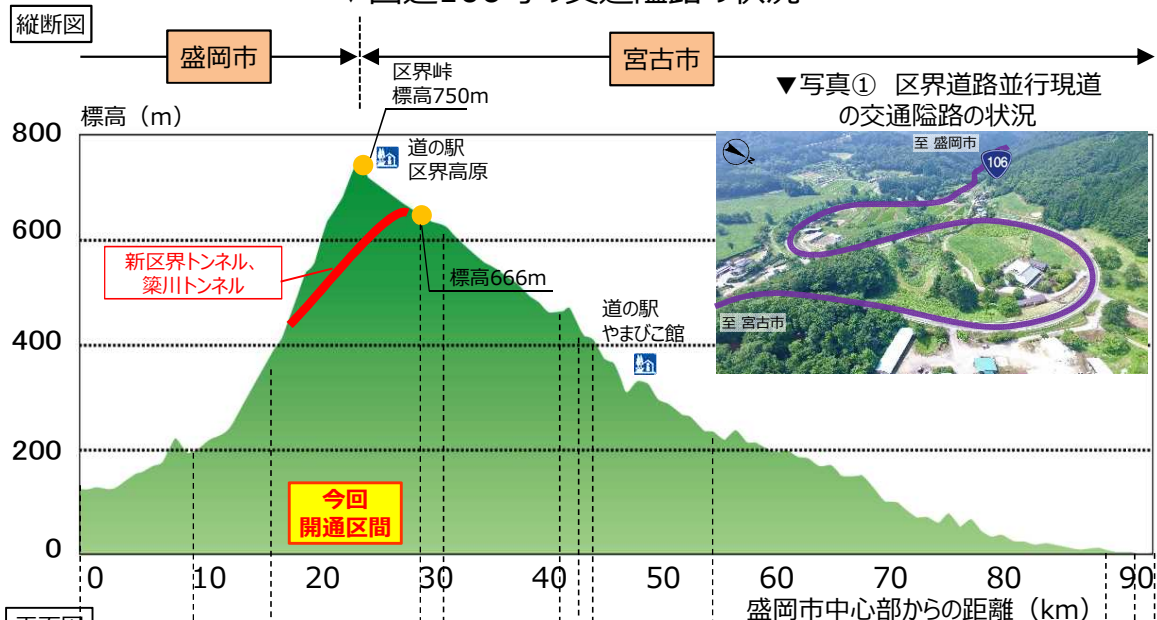 縦断図
盛岡市
宮古市
区界峠
標高750m
▼写真① 区界道路並行現道
の交通隘路の状況
標高（m）
道の駅
区界高原
至 盛岡市
106
N
新区界トンネル、
簗川トンネル
標高666m
道の駅
やまびこ館
至 宮古市
今回
開通区間
800
600
400
200
0
0 10 20 30 40 50 60 70 80 90
盛岡市中心部からの距離（km）